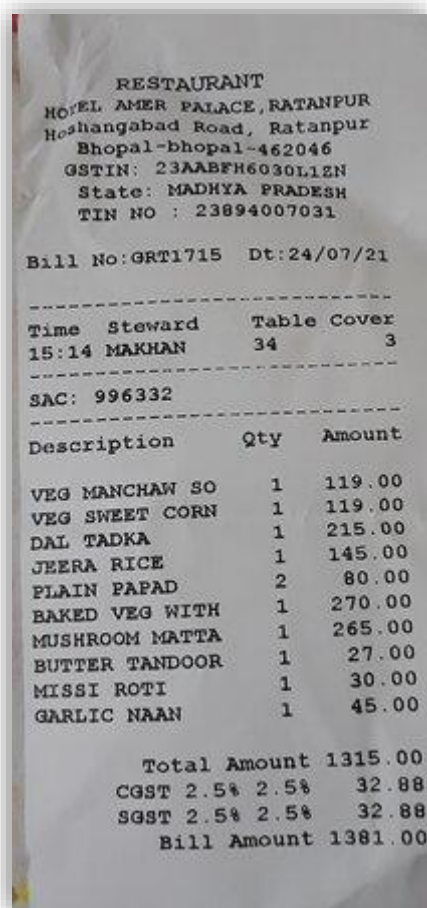 RESTAURANT
HOTEL AMER PALACE,RATANPUR
Hoshangabad Road, Ratanpur
Bhopal-bhopal-462046
GSTIN: 23AABFH6030L1ZN
State: MADHYA PRADESH
TIN NO : 23894007031
Bill No:GRT1715 Dt:24/07/21
Time Steward Table Cover
15:14 MAKHAN 34 3
SAC: 996332
Description Qty Amount
VEG MANCHAW SO 1 119.00
VEG SWEET CORN 1 119.00
DAL TADKA 1 215.00
JEERA RICE 1 145.00
PLAIN PAPAD 2 80.00
BAKED VEG WITH 1 270.00
MUSHROOM MATTA 1 265.00
BUTTER TANDOOR 1 27.00
MISSI ROTI 1 30.00
GARLIC NAAN 1 45.00
Total Amount 1315.00
CGST 2.5% 2.5% 32.88
SGST 2.5% 2.5% 32.88
Bill Amount 1381.00